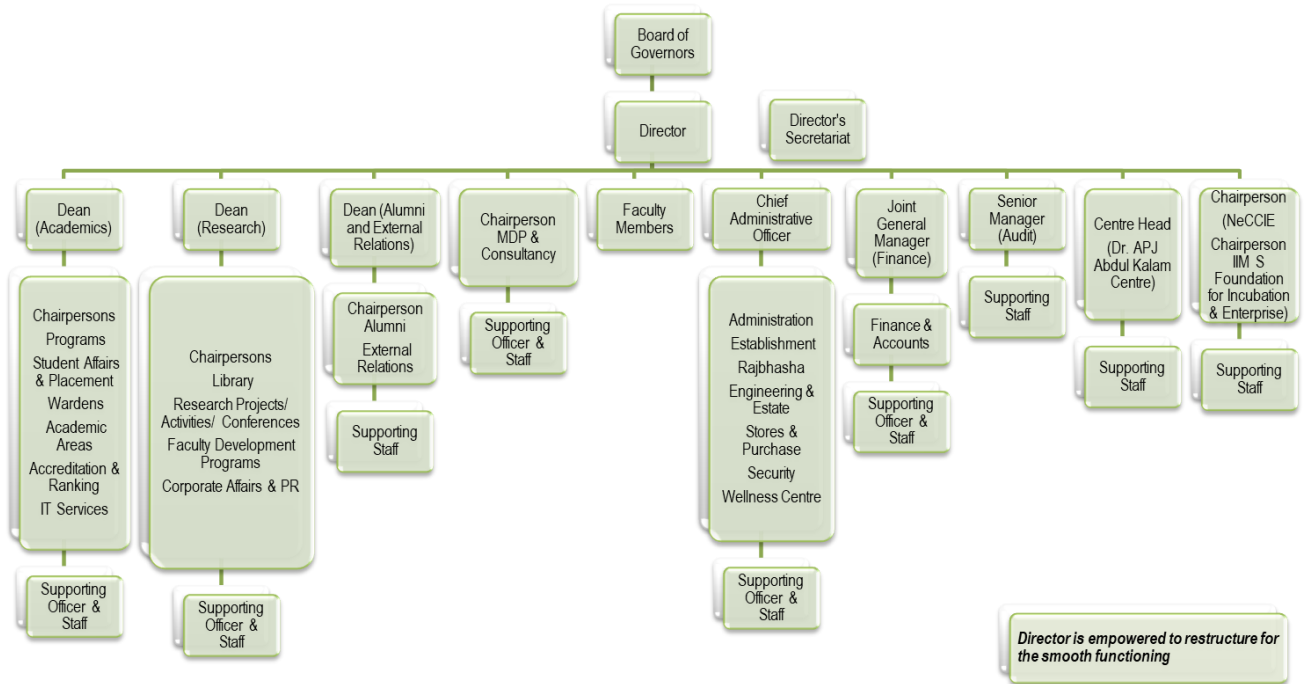 Board of
Governors
Director
Director's
Secretariat
Dean
(Academics)
Dean
(Research)
Dean (Alumni
and External
Relations)
Chairperson
MDP &
Consultancy
Faculty
Members
Chief
Administrative
Officer
Joint
General
Manager
(Finance)
Senior
Manager
(Audit)
Centre Head
(Dr. APJ
Abdul Kalam
Centre)
Chairperson
(NeCCIE
Chairperson
IIM S
Foundation
for Incubation
& Enterprise)
Chairpersons
Programs
Student Affairs
& Placement
Wardens
Academic
Areas
Accreditation &
Ranking
IT Services
Chairpersons
Library
Research Projects/
Activities/ Conferences
Faculty Development
Programs
Corporate Affairs & PR
Chairperson
Alumni
External
Relations
Supporting
Officer &
Staff
Administration
Establishment
Rajbhasha
Engineering &
Estate
Stores &
Purchase
Security
Wellness Centre
Finance &
Accounts
Supporting
Staff
Supporting
Staff
Supporting
Staff
Supporting
Staff
Supporting
Officer &
Staff
Supporting
Officer &
Staff
Supporting
Officer &
Staff
Supporting
Officer &
Staff
Director is empowered to restructure for
the smooth functioning